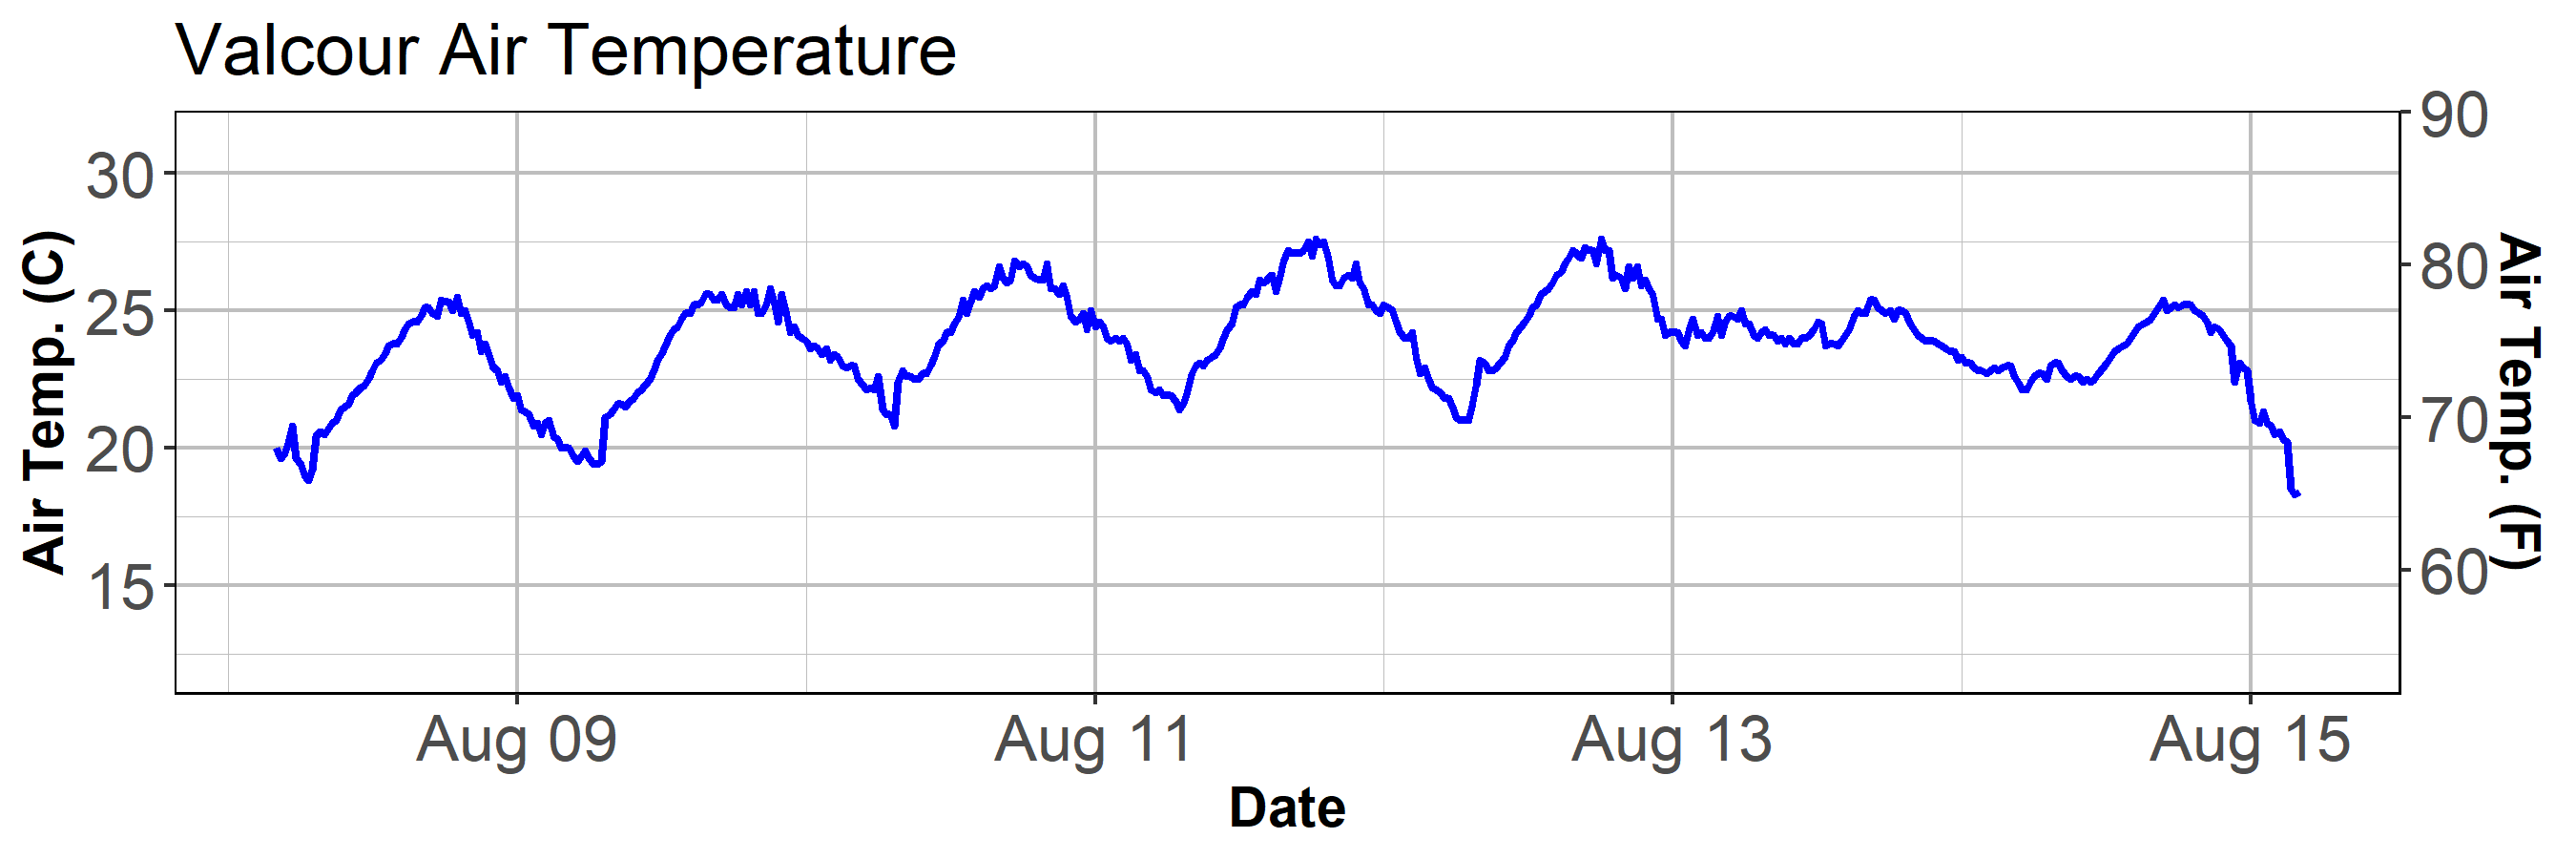 Valcour Air Temperature
Air Temp. (C)
30
25
20
15
90
80
70
60
Air Temp. (F)
Aug 09
Aug 11
Aug 13
Aug 15
Date